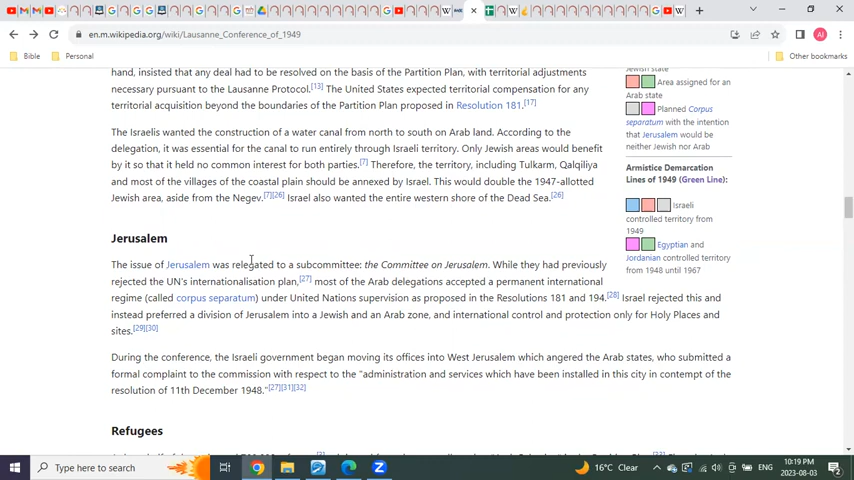 en.m.wikipedia.org/wiki/Lausanne_Conference_of_1949
AI
Bible
Personal
Other bookmarks
hand, insisted that any deal had to be resolved on the basis of the Partition Plan, with territorial adjustments
necessary pursuant to the Lausanne Protocol.[13] The United States expected territorial compensation for any
territorial acquisition beyond the boundaries of the Partition Plan proposed in Resolution 181.[17]
The Israelis wanted the construction of a water canal from north to south on Arab land. According to the
delegation, it was essential for the canal to run entirely through Israeli territory. Only Jewish areas would benefit
by it so that it held no common interest for both parties.[7] Therefore, the territory, including Tulkarm, Qalqiliya
and most of the villages of the coastal plain should be annexed by Israel. This would double the 1947-allotted
Jewish area, aside from the Negev.[7][26] Israel also wanted the entire western shore of the Dead Sea.[26]
Jewish state
Area assigned for an
Arab state
Planned Corpus
separatum with the intention
that Jerusalem would be
neither Jewish nor Arab
Armistice Demarcation
Lines of 1949 (Green Line):
Israeli
controlled territory from
1949
Egyptian and
Jordanian controlled territory
from 1948 until 1967
Jerusalem
The issue of Jerusalem was relegated to a subcommittee: the Committee on Jerusalem. While they had previously
rejected the UN's internationalisation plan,[27] most of the Arab delegations accepted a permanent international
regime (called corpus separatum) under United Nations supervision as proposed in the Resolutions 181 and 194.[28] Israel rejected this and
instead preferred a division of Jerusalem into a Jewish and an Arab zone, and international control and protection only for Holy Places and
sites.[29][30]
During the conference, the Israeli government began moving its offices into West Jerusalem which angered the Arab states, who submitted a
formal complaint to the commission with respect to the "administration and services which have been installed in this city in contempt of the
resolution of 11th December 1948."[27][31][32]
Refugees
Type here to search
16°C Clear
ENG
10:19 PM
2023-08-03
2